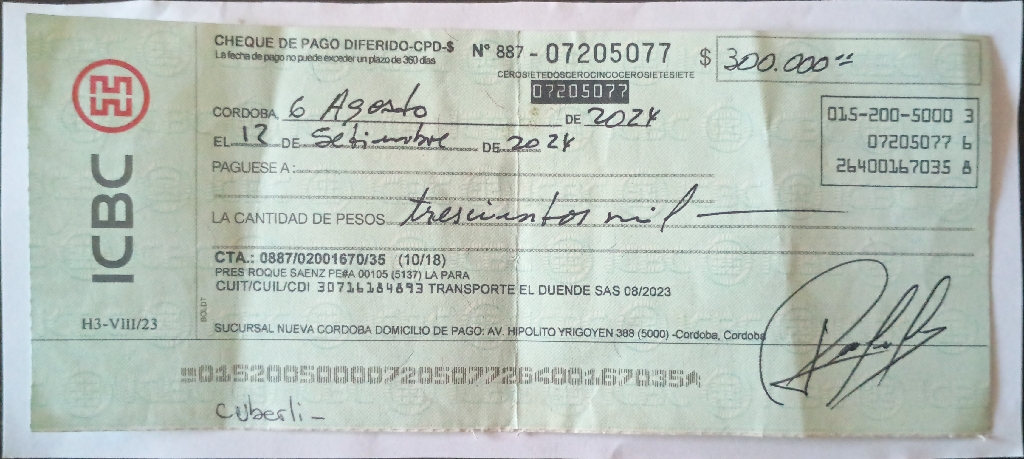 CHEQUE DE PAGO DIFERIDO-CPD-$ Nº 887 - 07205077 $ 300.000=
La fecha de pago no puede exceder un plazo de 360 días
CEROSIETEDOSCEROCINCOCEROSIETESIETE
07205077
CORDOBA, 6 Agosto DE 2024
EL 12 DE Setiembre DE 2024
015-200-5000 3
07205077 6
26400167035 8
PAGUESE A:
LA CANTIDAD DE PESOS trescientos mil
ICBC
CTA.: 0887/02001670/35 (10/18)
PRES ROQUE SAENZ PE#A 00105 (5137) LA PARA
CUIT/CUIL/CDI 30716184893 TRANSPORTE EL DUENDE SAS 08/2023
BOLDT
H3-VIII/23
SUCURSAL NUEVA CORDOBA DOMICILIO DE PAGO: AV. HIPOLITO YRIGOYEN 388 (5000) -Cordoba, Cordoba
01520050000720507726400167035
Cuberli -